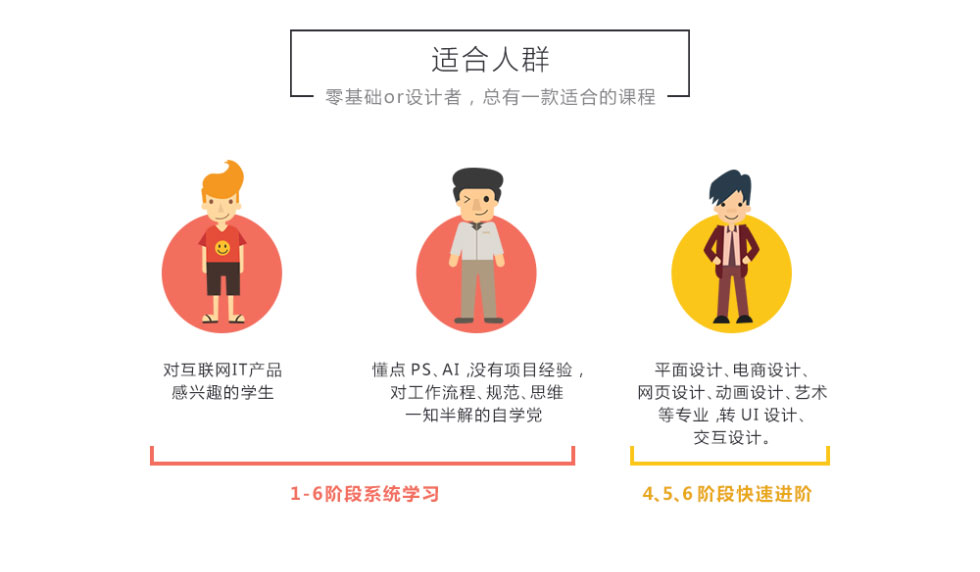 适合人群
零基础or设计者，总有一款适合的课程
对互联网IT产品
感兴趣的学生
懂点 PS、AI ,没有项目经验，
对工作流程、规范、思维
一知半解的自学党
平面设计、电商设计、
网页设计、动画设计、艺术
等专业 ,转 UI 设计、
交互设计。
1-6阶段系统学习
4、5、6 阶段快速进阶